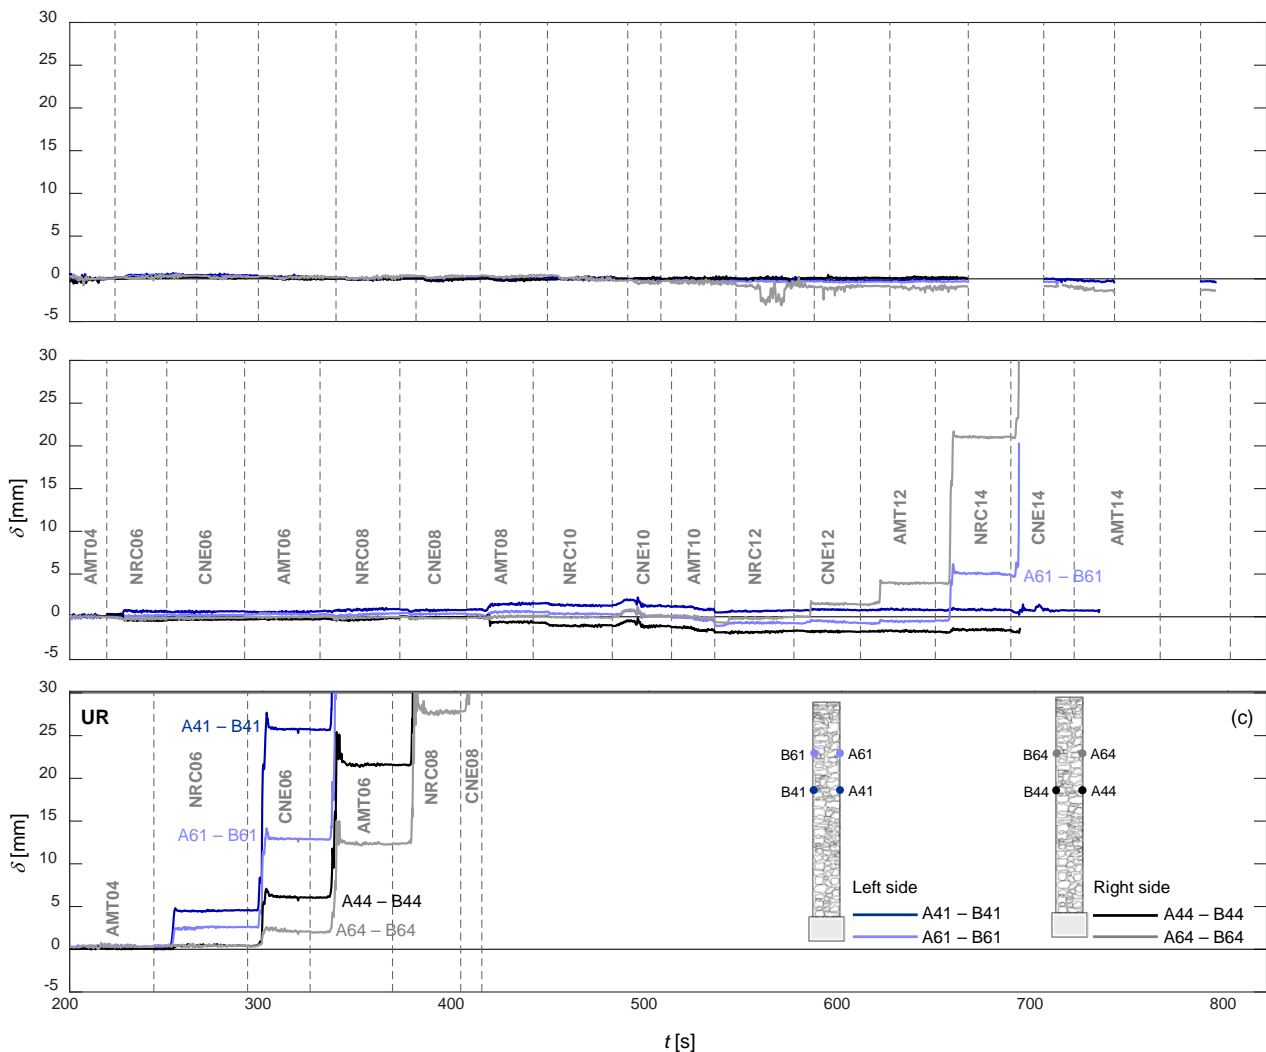 30
25
20
15
10
5
0
-5
30
25
20
15
10
5
0
-5
δ [mm]
AMT04
NRC06
CNE06
AMT06
NRC08
CNE08
AMT08
NRC10
CNE10
AMT10
NRC12
CNE12
AMT12
NRC14
CNE14
AMT14
A61 – B61
30
25
20
15
10
5
0
-5
δ [mm]
UR
(c)
AMT04
NRC06
CNE06
AMT06
NRC08
CNE08
A41 – B41
A61 – B61
A44 – B44
A64 – B64
B61 A61
B41 A41
B64 A64
B44 A44
Left side
A41 – B41
A61 – B61
Right side
A44 – B44
A64 – B64
200 300 400 500 600 700 800
t [s]